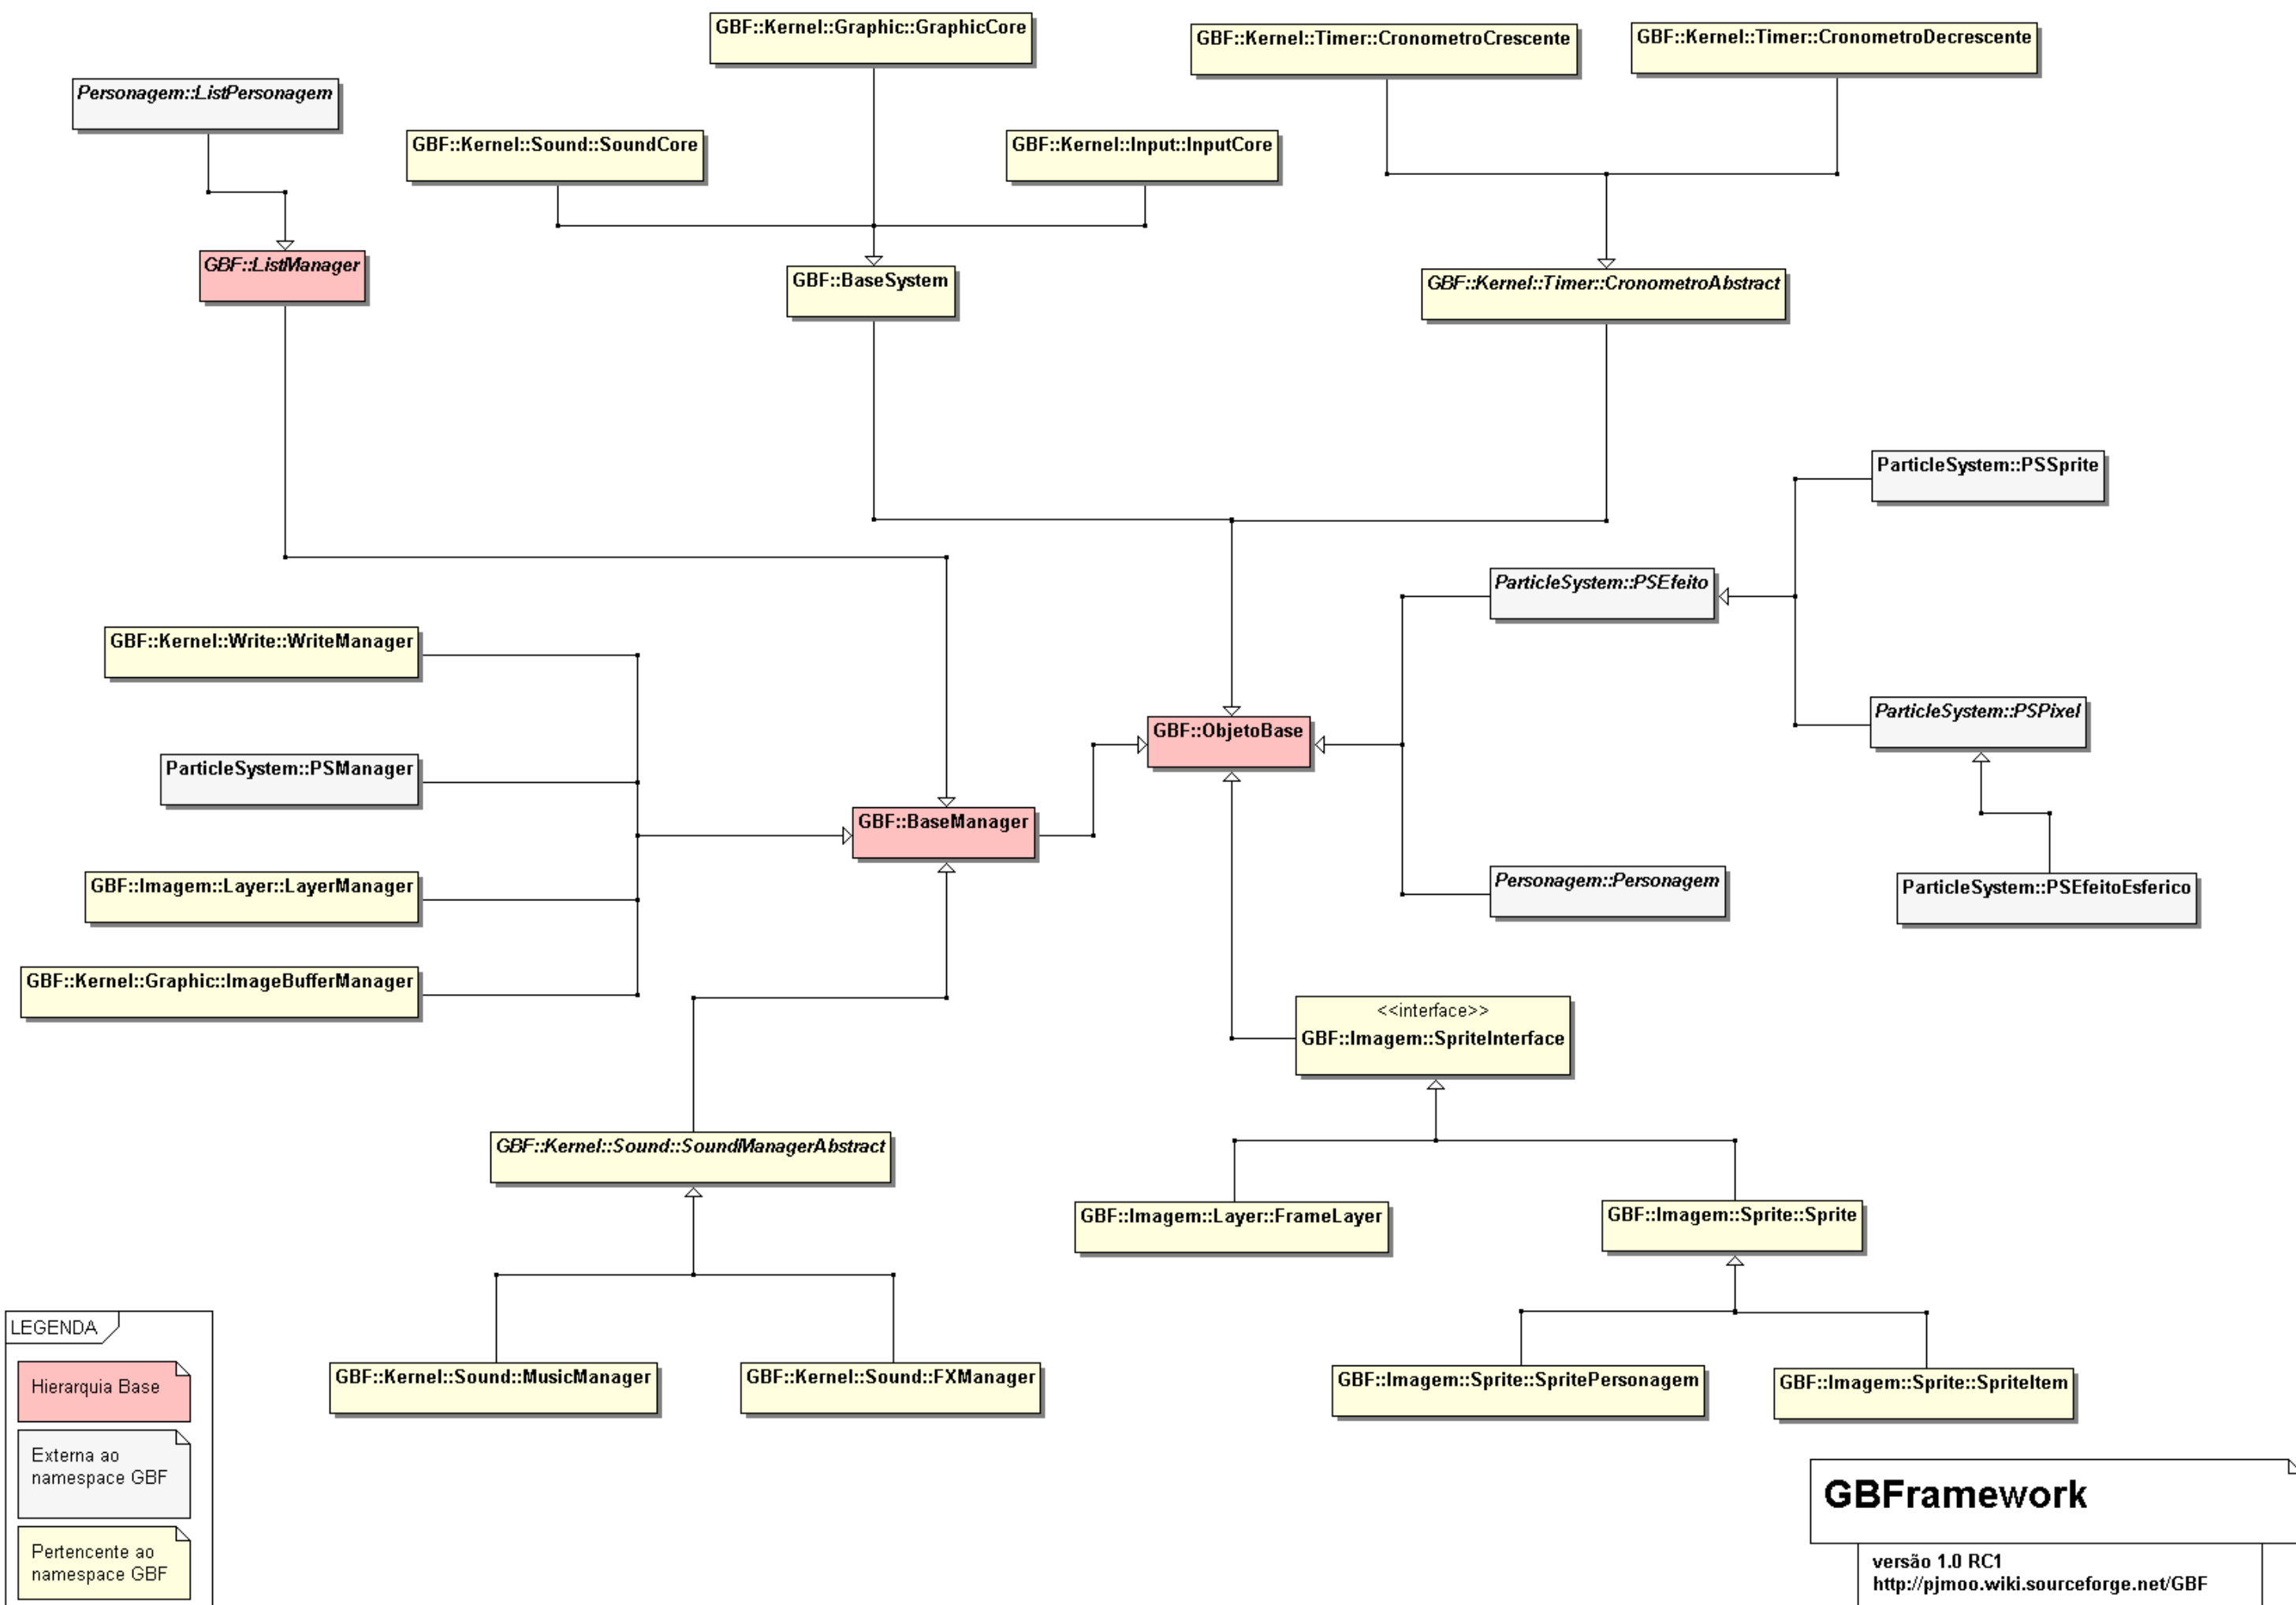 GBF::Kernel::Graphic::GraphicCore
GBF::Kernel::Timer::CronometroCrescente
GBF::Kernel::Timer::CronometroDecrescente
Personagem::ListPersonagem
GBF::Kernel::Sound::SoundCore
GBF::Kernel::Input::InputCore
GBF::ListManager
GBF::BaseSystem
GBF::Kernel::Timer::CronometroAbstract
ParticleSystem::PSSprite
ParticleSystem::PSEfeito
GBF::Kernel::Write::WriteManager
ParticleSystem::PSPixel
GBF::ObjetoBase
ParticleSystem::PSManager
GBF::BaseManager
GBF::Imagem::Layer::LayerManager
Personagem::Personagem
ParticleSystem::PSEfeitoEsferico
GBF::Kernel::Graphic::ImageBufferManager
<<interface>>
GBF::Imagem::SpriteInterface
GBF::Kernel::Sound::SoundManagerAbstract
GBF::Imagem::Layer::FrameLayer
GBF::Imagem::Sprite::Sprite
GBF::Kernel::Sound::MusicManager
GBF::Kernel::Sound::FXManager
GBF::Imagem::Sprite::SpritePersonagem
GBF::Imagem::Sprite::SpriteItem
LEGENDA
Hierarquia Base
Externa ao
namespace GBF
Pertencente ao
namespace GBF
GBFramework
versão 1.0 RC1
http://pjmoo.wiki.sourceforge.net/GBF